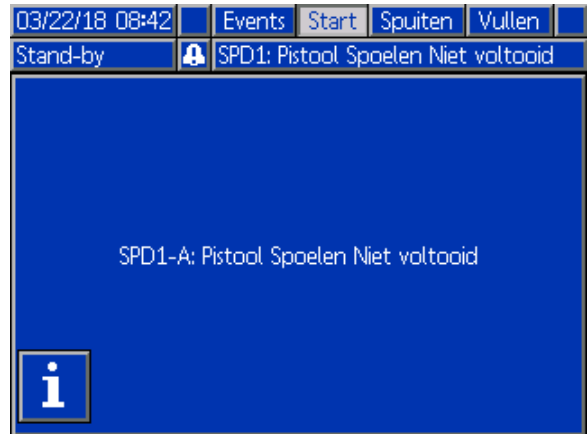 03/22/18 08:42 Events Start Spuiten Vullen
Stand-by SPD1: Pistool Spoelen Niet voltooid
SPD1-A: Pistool Spoelen Niet voltooid
i